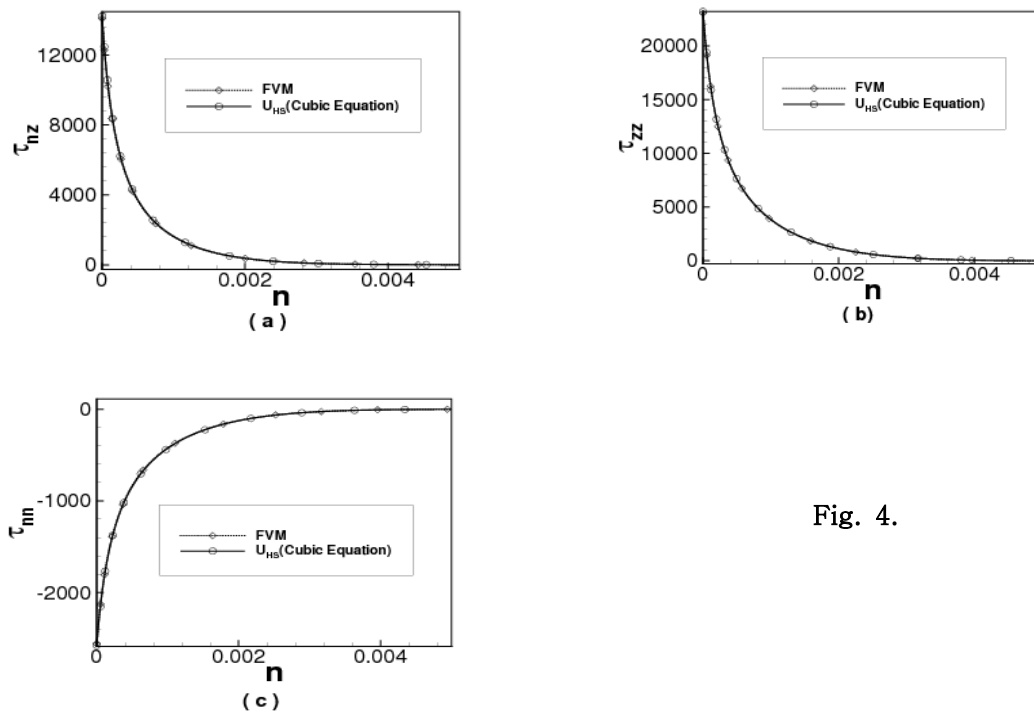 12000
8000
4000
0
τnz
FVM
UHS(Cubic Equation)
0
0.002
0.004
n
( a )
20000
15000
10000
5000
0
τzz
FVM
UHS(Cubic Equation)
0
0.002
0.004
n
( b)
0
-1000
-2000
τnn
FVM
UHS(Cubic Equation)
0
0.002
0.004
n
( c )
Fig. 4.